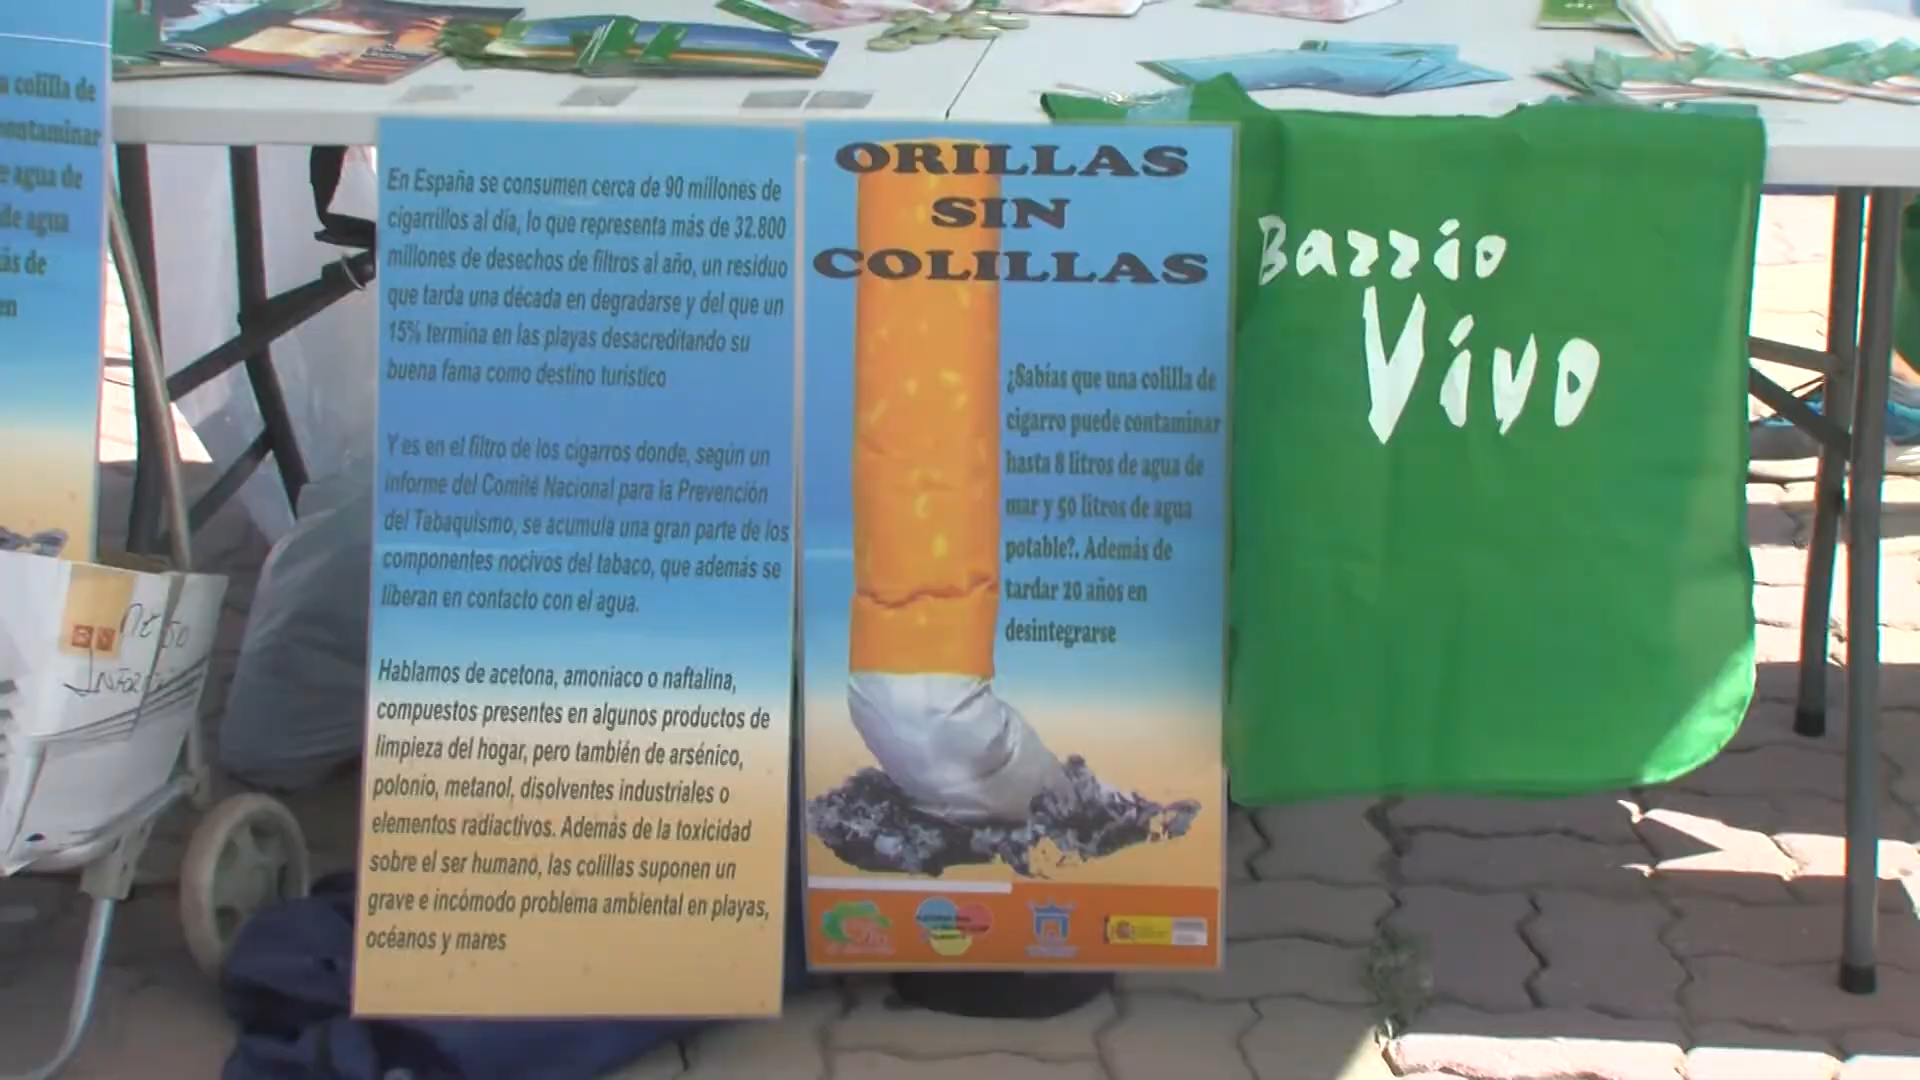 a colilla de
contaminar
e agua de
de agua
ás de
en
En España se consumen cerca de 90 millones de
cigarrillos al día, lo que representa más de 32.800
millones de desechos de filtros al año, un residuo
que tarda una década en degradarse y del que un
15% termina en las playas desacreditando su
buena fama como destino turístico
Y es en el filtro de los cigarros donde, según un
informe del Comité Nacional para la Prevención
del Tabaquismo, se acumula una gran parte de los
componentes nocivos del tabaco, que además se
liberan en contacto con el agua.
Hablamos de acetona, amoniaco o naftalina,
compuestos presentes en algunos productos de
limpieza del hogar, pero también de arsénico,
polonio, metanol, disolventes industriales o
elementos radiactivos. Además de la toxicidad
sobre el ser humano, las colillas suponen un
grave e incómodo problema ambiental en playas,
océanos y mares
ORILLAS
SIN
COLILLAS
¿Sabías que una colilla de
cigarro puede contaminar
hasta 8 litros de agua de
mar y 50 litros de agua
potable?. Además de
tardar 10 años en
desintegrarse
Barrio
Vivo